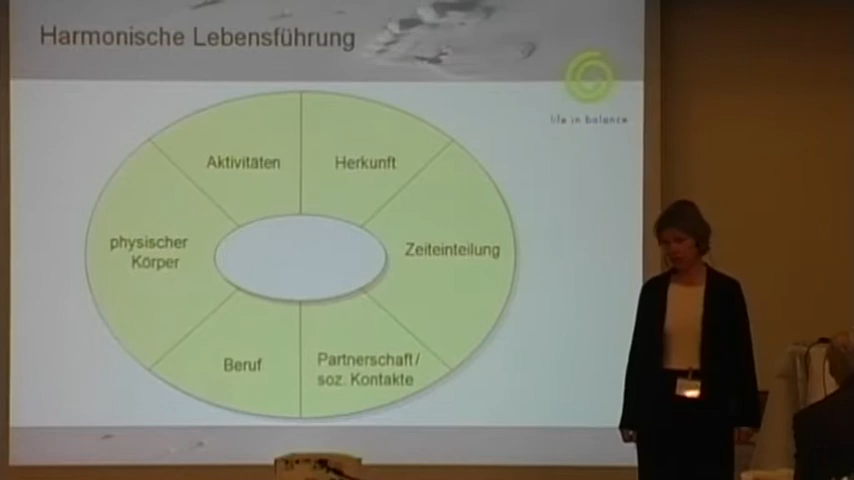 Harmonische Lebensführung
life in balance
Aktivitäten
Herkunft
physischer
Körper
Zeiteinteilung
Beruf
Partnerschaft/
soz. Kontakte